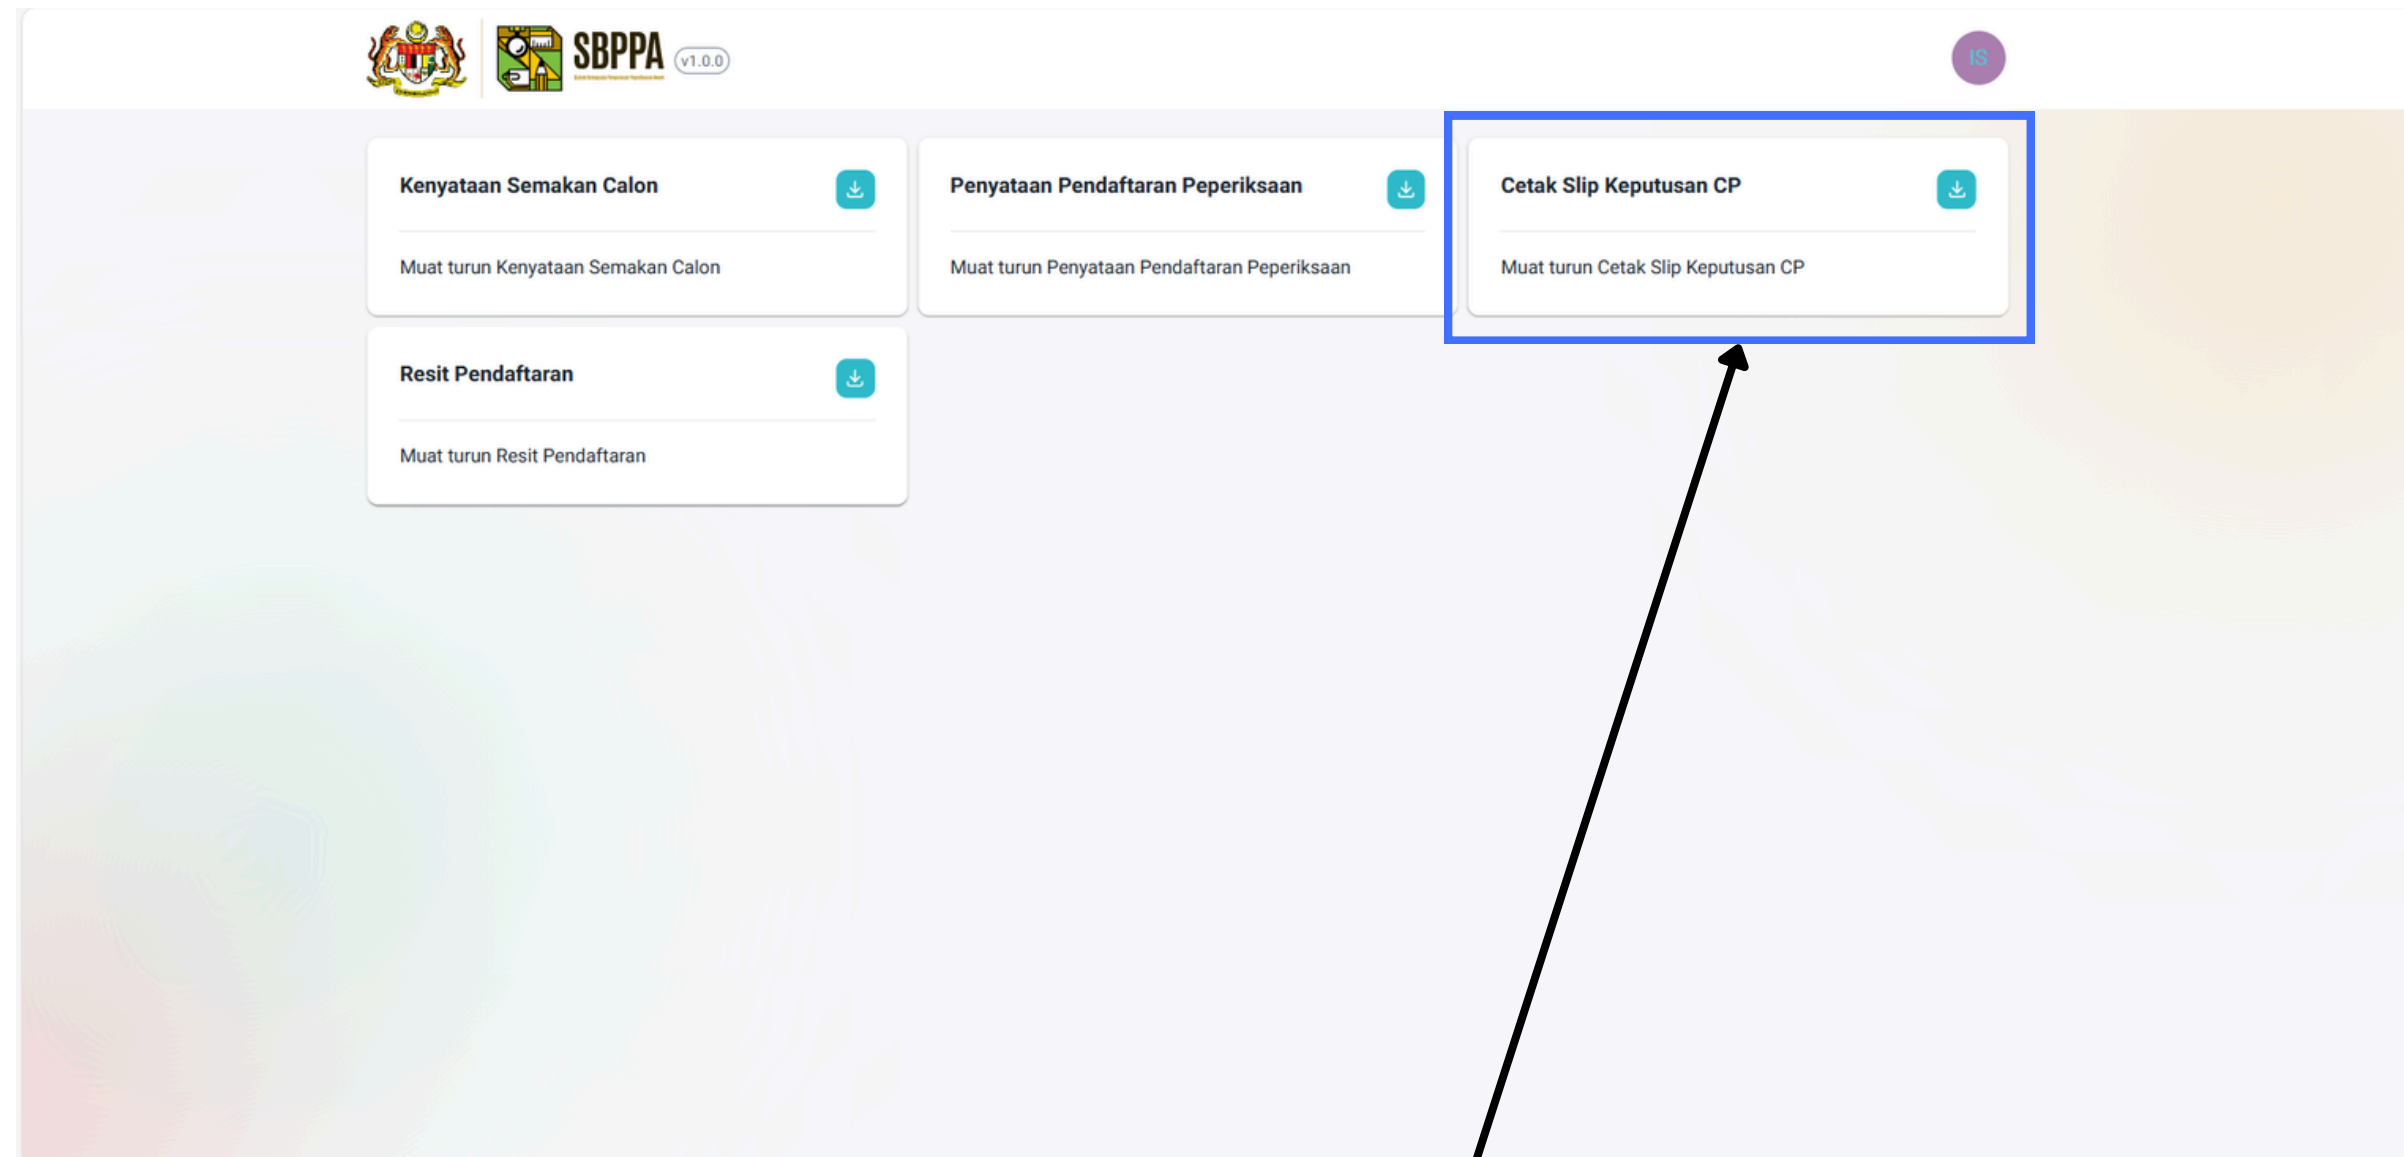 SBPPA v1.0.0
IS
Kenyataan Semakan Calon
Muat turun Kenyataan Semakan Calon
Penyataan Pendaftaran Peperiksaan
Muat turun Penyataan Pendaftaran Peperiksaan
Cetak Slip Keputusan CP
Muat turun Cetak Slip Keputusan CP
Resit Pendaftaran
Muat turun Resit Pendaftaran